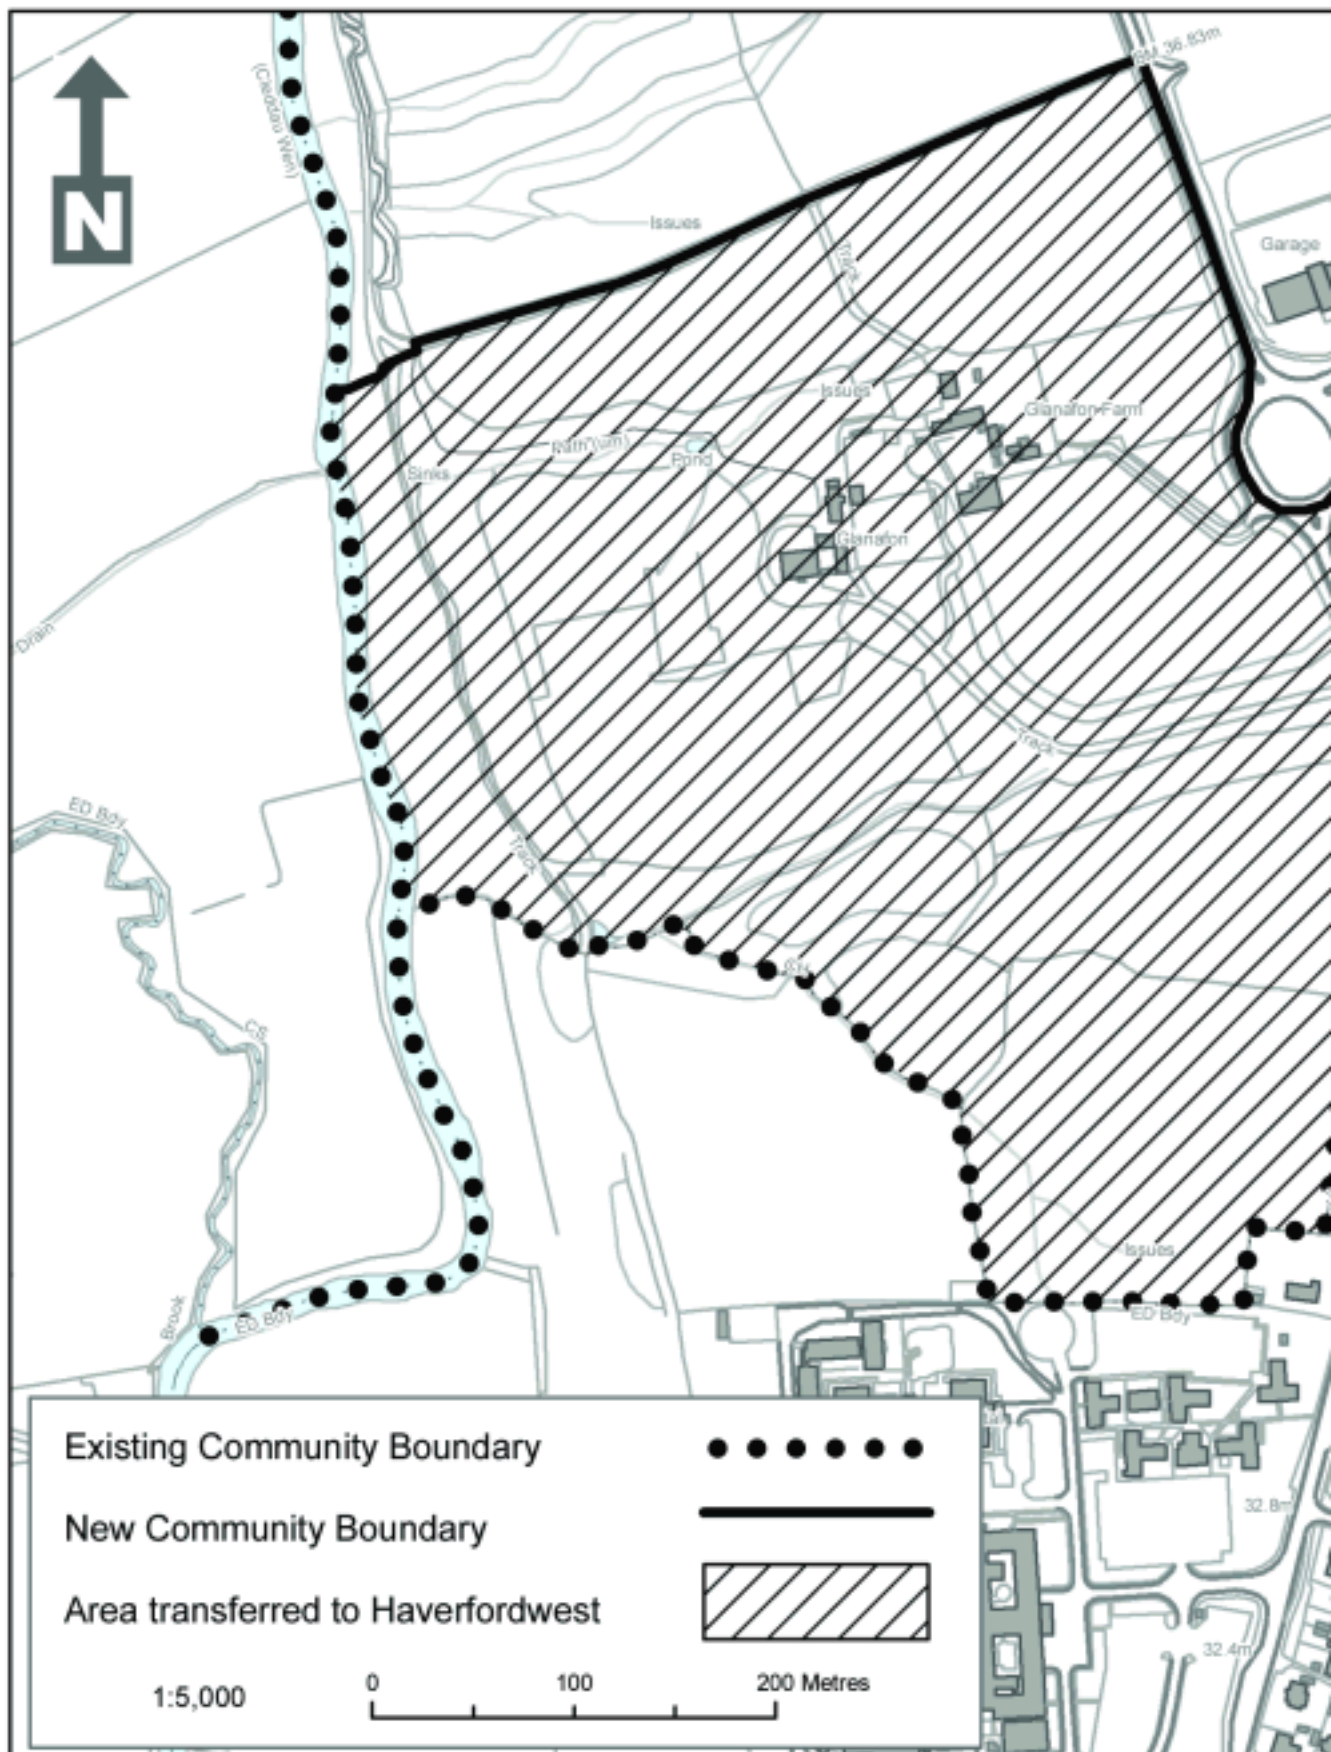 BM 36.83m
(Cleddau Wen)
N
Issues
Garage
Track
Issues
Glanafon Farm
Path (um)
Pond
Sinks
Glanafon
Drain
Track
ED Bdy
Track
CH
CS
Issues
ED Bdy
Brook
ED Bdy
Existing Community Boundary
New Community Boundary
Area transferred to Haverfordwest
1:5,000
0 100 200 Metres
32.8m
32.4m